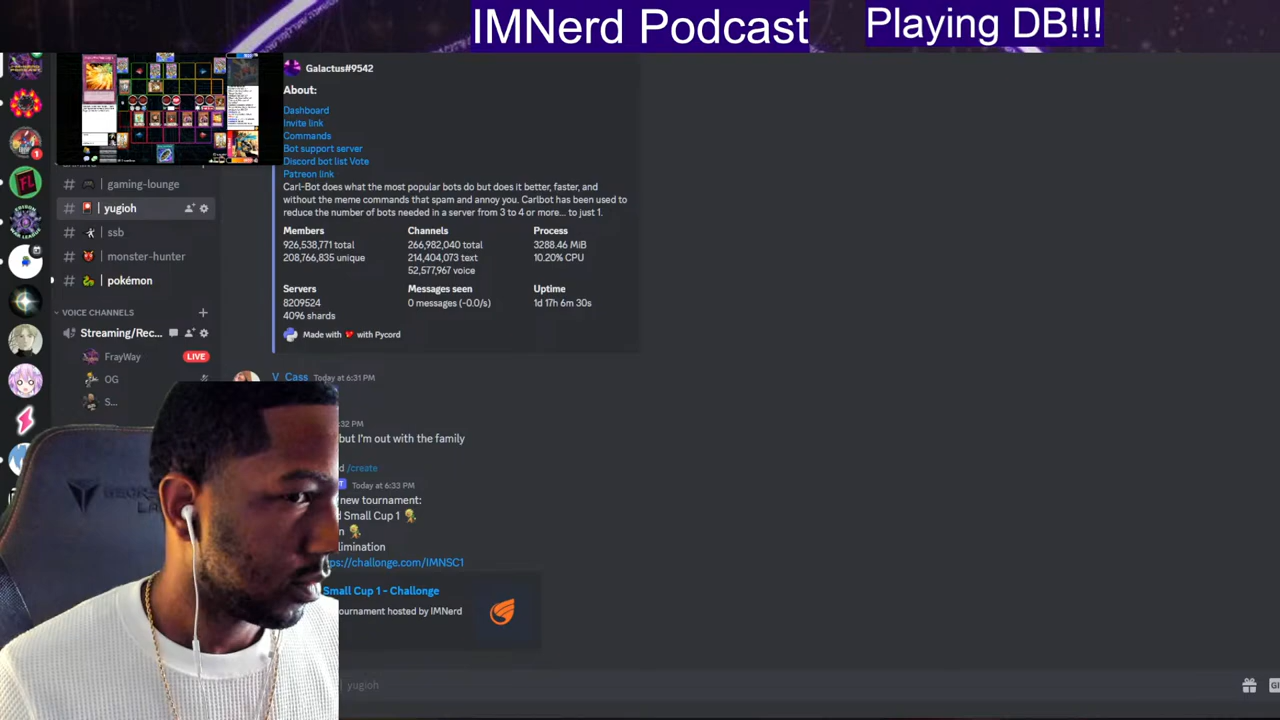 IMNerd Podcast
Playing DB!!!
Galactus#9542
About:
Dashboard
Invite link
Commands
Bot support server
Discord bot list Vote
Patreon link
Carl-Bot does what the most popular bots do but does it better, faster, and
without the meme commands that spam and annoy you. Carlbot has been used to
reduce the number of bots needed in a server from 3 to 4 or more... to just 1.
Members
926,538,771 total
208,766,835 unique
Channels
266,982,040 total
214,404,073 text
52,577,967 voice
Process
3288.46 MiB
10.20% CPU
Servers
8209524
4096 shards
Messages seen
0 messages (-0.0/s)
Uptime
1d 17h 6m 30s
Made with with Pycord
# gaming-lounge
# yugioh
# ssb
# monster-hunter
# pokémon
VOICE CHANNELS
Streaming/Rec...
FrayWay LIVE
OG
S...
V_Cass Today at 6:31 PM
:32 PM
but I'm out with the family
/create
Today at 6:33 PM
new tournament:
Small Cup 1
limination
ps://challonge.com/IMNSC1
Small Cup 1 - Challonge
ournament hosted by IMNerd
yugioh